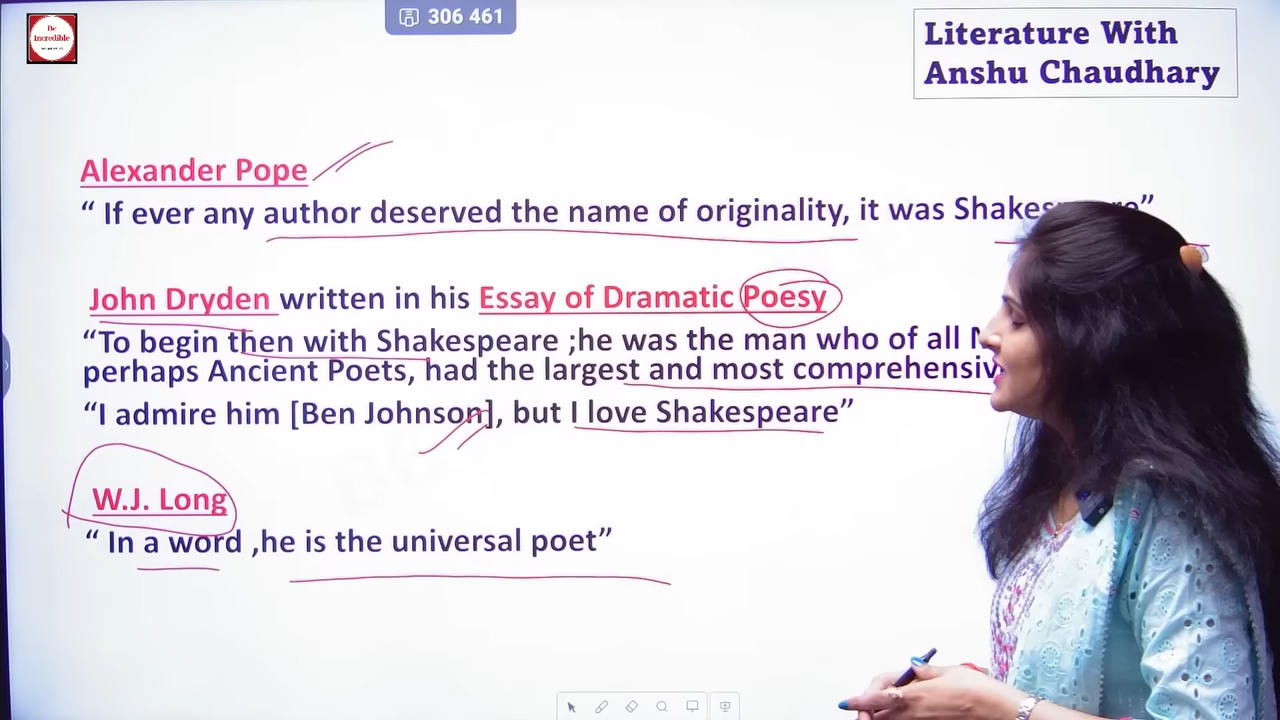 Be
Incredible
306 461
Literature With
Anshu Chaudhary
Alexander Pope
“ If ever any author deserved the name of originality, it was Shakespeare”
John Dryden written in his Essay of Dramatic Poesy
“To begin then with Shakespeare ;he was the man who of all
perhaps Ancient Poets, had the largest and most comprehensiv
“I admire him [Ben Johnson], but I love Shakespeare”
W.J. Long
“ In a word ,he is the universal poet”